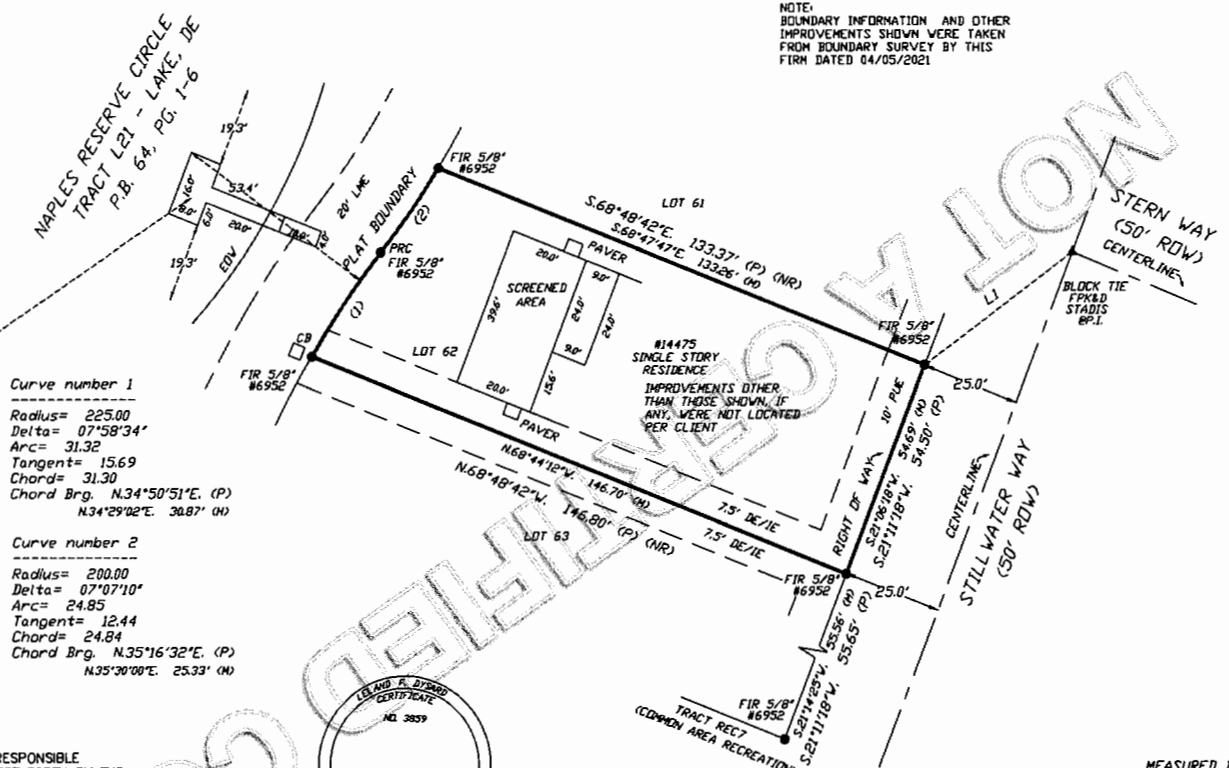 NOTE:
BOUNDARY INFORMATION AND OTHER
IMPROVEMENTS SHOWN WERE TAKEN
FROM BOUNDARY SURVEY BY THIS
FIRM DATED 04/05/2021
NAPLES RESERVE CIRCLE
TRACT L21 - LAKE, DE
P.B. 64, PG. 1-6
19.3'
16.0'
53.4'
8.0'
6.0'
20.0'
4.0'
19.3'
EOW
20' LME
PLAT BOUNDARY
(2)
(1)
FIR 5/8"
#6952
PRC
FIR 5/8"
#6952
CB
FIR 5/8"
#6952
LOT 61
S.68°48'42"E. 133.37' (P) (NR)
S.68°47'47"E. 133.26' (M)
PAVER
20.0'
9.0'
SCREENED
AREA
39.6'
24.0'
24.0'
9.0'
LOT 62
20.0'
15.6'
PAVER
#14475
SINGLE STORY
RESIDENCE
IMPROVEMENTS OTHER
THAN THOSE SHOWN, IF
ANY, WERE NOT LOCATED
PER CLIENT
FIR 5/8"
#6952
L1
STERN WAY
(50' ROW)
CENTERLINE
BLOCK TIE
FPK&D
STADIS
BP.I.
25.0'
10' PUE
RIGHT OF WAY
S.21°06'18"W. 54.69' (M)
S.21°11'18"W. 54.50' (P)
CENTERLINE
STILLWATER WAY
(50' ROW)
N.68°44'12"W. 146.70' (M)
N.68°48'42"W. 146.80' (P) (NR)
7.5' DE/IE
7.5' DE/IE
LOT 63
FIR 5/8"
#6952
25.0'
S.21°14'25"W. 55.56' (M)
S.21°11'18"W. 55.65' (P)
FIR 5/8"
#6952
TRACT REC7
(COMMON AREA RECREATION)
Curve number 1
Radius= 225.00
Delta= 07°58'34"
Arc= 31.32
Tangent= 15.69
Chord= 31.30
Chord Brg. N.34°50'51"E. (P)
N.34°29'02"E. 30.87' (M)
Curve number 2
Radius= 200.00
Delta= 07°07'10"
Arc= 24.85
Tangent= 12.44
Chord= 24.84
Chord Brg. N.35°16'32"E. (P)
N.35°30'00"E. 25.33' (M)
LELAND F. DYSARD
CERTIFICATE
NO. 3859
NOT A CERTIFIED
RESPONSIBLE
MEASURED